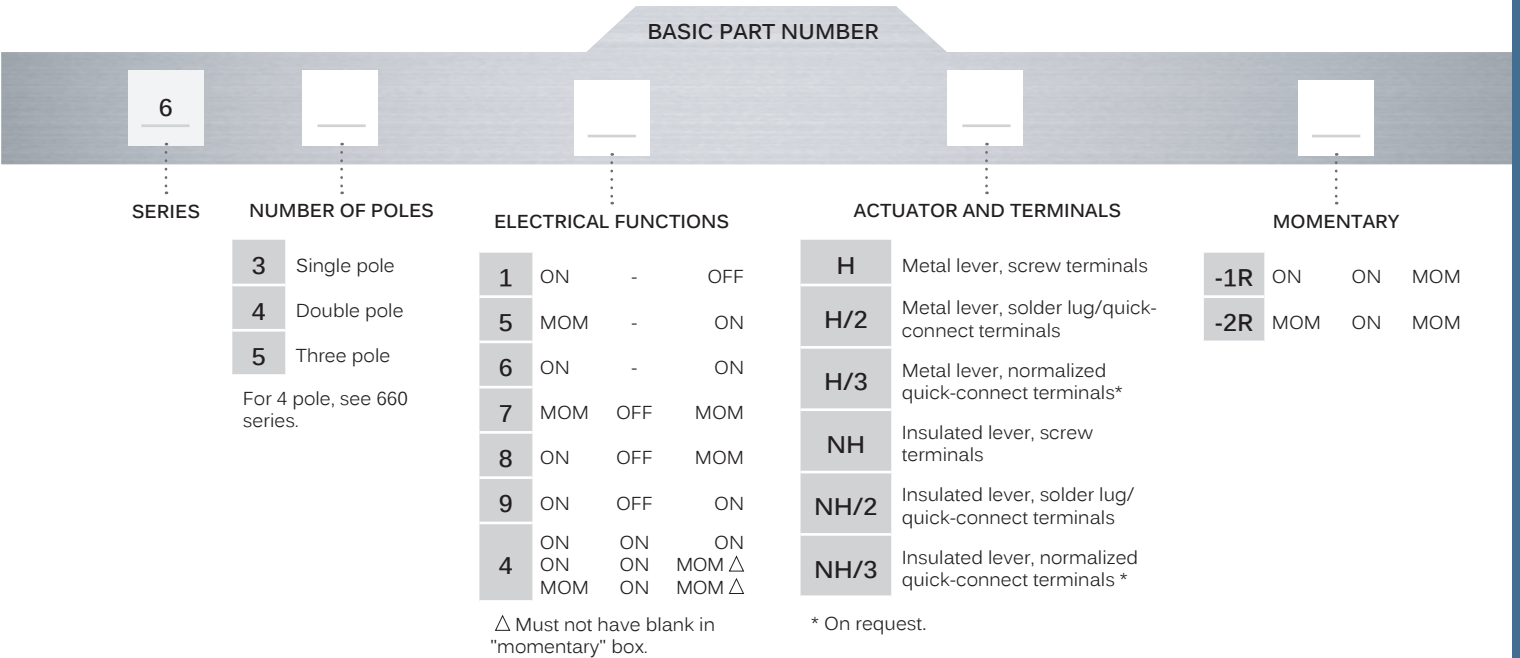 BASIC PART NUMBER
6
SERIES
NUMBER OF POLES
3 Single pole
4 Double pole
5 Three pole
For 4 pole, see 660
series.
ELECTRICAL FUNCTIONS
1 ON - OFF
5 MOM - ON
6 ON - ON
7 MOM OFF MOM
8 ON OFF MOM
9 ON OFF ON
4
ON ON ON
ON ON MOM △
MOM ON MOM △
△ Must not have blank in
"momentary" box.
ACTUATOR AND TERMINALS
H Metal lever, screw terminals
H/2 Metal lever, solder lug/quick-
connect terminals
H/3 Metal lever, normalized
quick-connect terminals*
NH Insulated lever, screw
terminals
NH/2 Insulated lever, solder lug/
quick-connect terminals
NH/3 Insulated lever, normalized
quick-connect terminals *
* On request.
MOMENTARY
-1R ON ON MOM
-2R MOM ON MOM